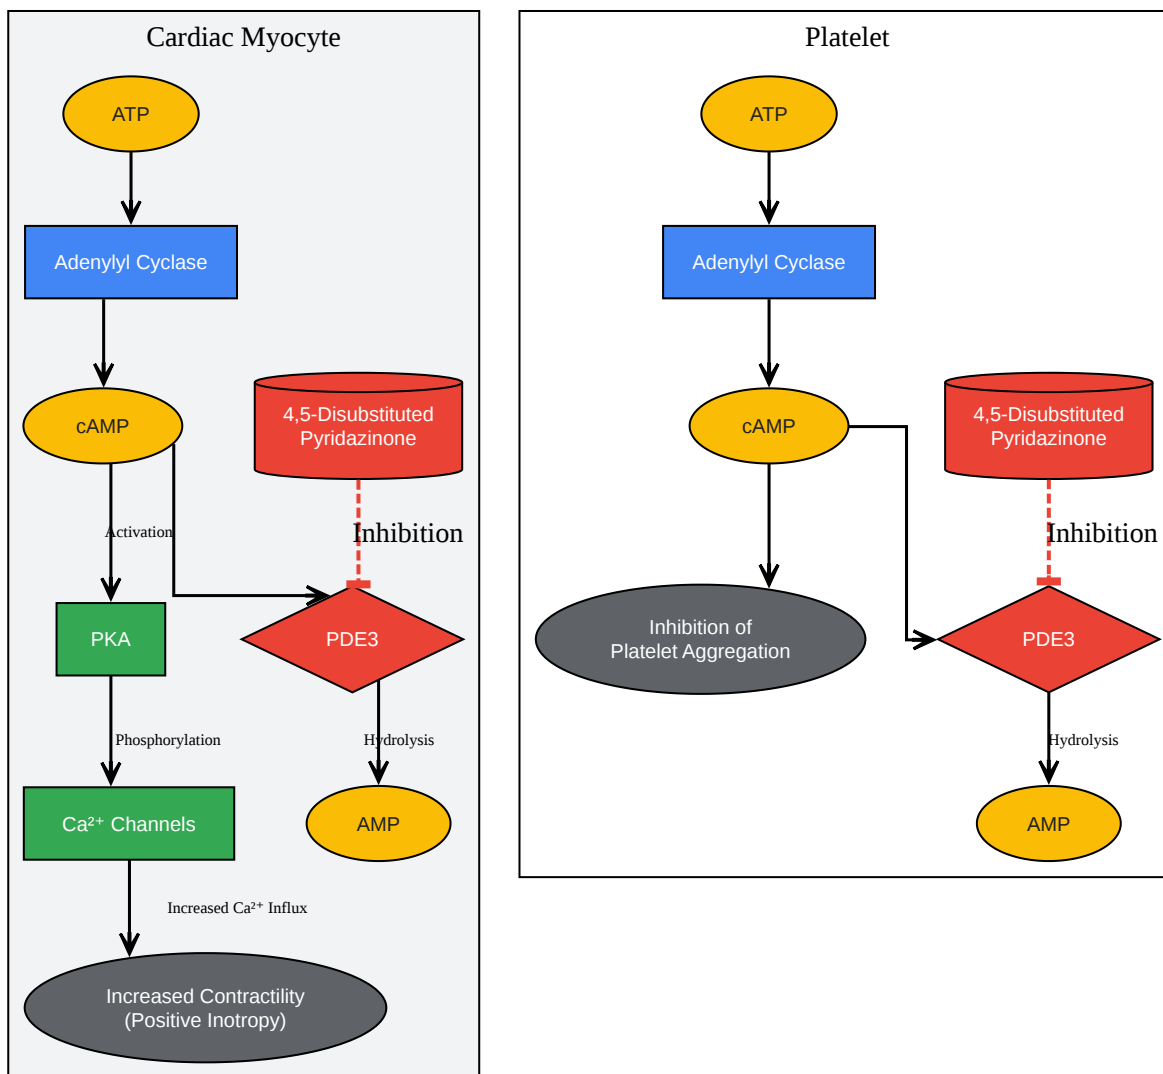 Cardiac Myocyte
ATP
Adenylyl Cyclase
cAMP
4,5-Disubstituted
Pyridazinone
Activation
Inhibition
PKA
PDE3
Phosphorylation
Hydrolysis
Ca²⁺ Channels
AMP
Increased Ca²⁺ Influx
Increased Contractility
(Positive Inotropy)
Platelet
ATP
Adenylyl Cyclase
cAMP
4,5-Disubstituted
Pyridazinone
Inhibition
Inhibition of
Platelet Aggregation
PDE3
Hydrolysis
AMP